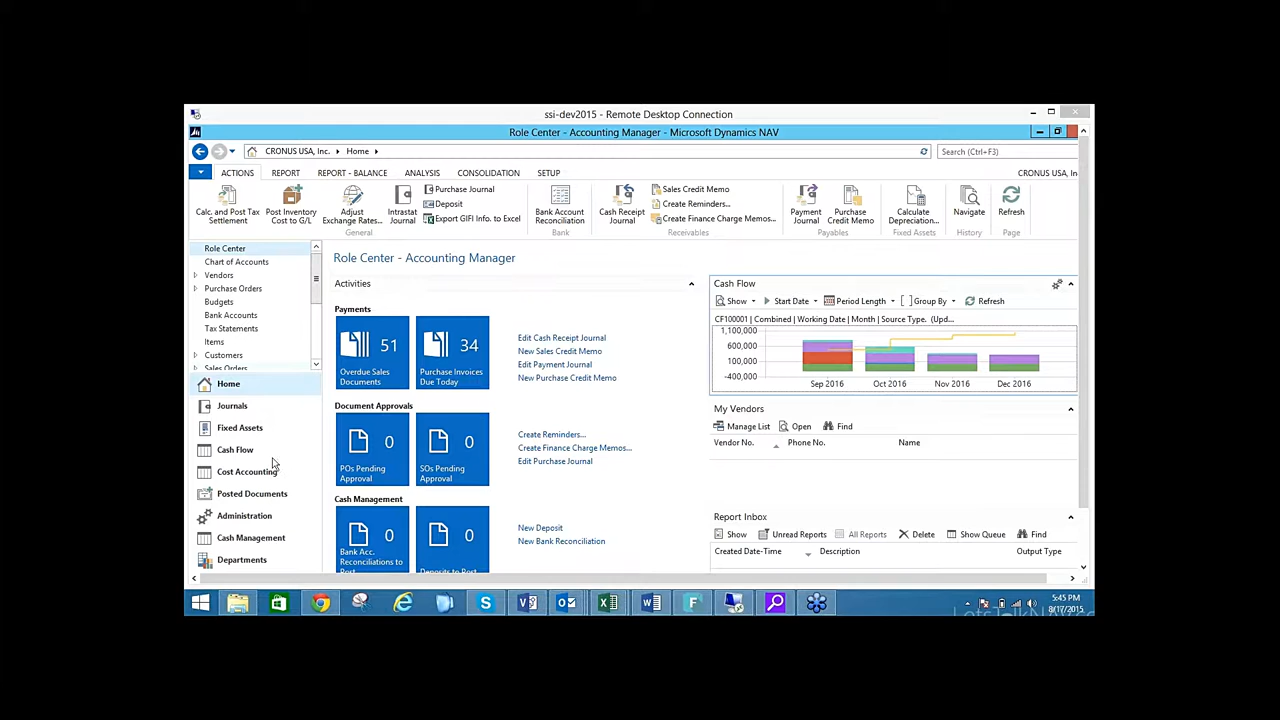 ssi-dev2015 - Remote Desktop Connection
Role Center - Accounting Manager - Microsoft Dynamics NAV
CRONUS USA, Inc. Home
Search (Ctrl+F3)
ACTIONS REPORT REPORT - BALANCE ANALYSIS CONSOLIDATION SETUP
CRONUS USA, In
Calc. and Post Tax
Settlement
Post Inventory
Cost to G/L
Adjust
Exchange Rates...
Intrastat
Journal
Purchase Journal
Deposit
Export GIFI Info. to Excel
General
Bank Account
Reconciliation
Bank
Cash Receipt
Journal
Sales Credit Memo
Create Reminders...
Create Finance Charge Memos...
Receivables
Payment
Journal
Purchase
Credit Memo
Payables
Calculate
Depreciation...
Fixed Assets
Navigate
History
Refresh
Page
Role Center
Chart of Accounts
Vendors
Purchase Orders
Budgets
Bank Accounts
Tax Statements
Items
Customers
Sales Orders
Home
Journals
Fixed Assets
Cash Flow
Cost Accounting
Posted Documents
Administration
Cash Management
Departments
Role Center - Accounting Manager
Activities
Payments
51
Overdue Sales
Documents
34
Purchase Invoices
Due Today
Edit Cash Receipt Journal
New Sales Credit Memo
Edit Payment Journal
New Purchase Credit Memo
Document Approvals
0
POs Pending
Approval
0
SOs Pending
Approval
Create Reminders...
Create Finance Charge Memos...
Edit Purchase Journal
Cash Management
0
Bank Acc.
Reconciliations to
Post
0
Deposits to Post
New Deposit
New Bank Reconciliation
Cash Flow
Show Start Date Period Length Group By Refresh
CF100001 | Combined | Working Date | Month | Source Type. (Upd...
1,100,000
600,000
100,000
-400,000
Sep 2016 Oct 2016 Nov 2016 Dec 2016
My Vendors
Manage List Open Find
Vendor No. Phone No. Name
Report Inbox
Show Unread Reports All Reports Delete Show Queue Find
Created Date-Time Description Output Type
5:45 PM
8/17/2015
LetsTalkNAV.co